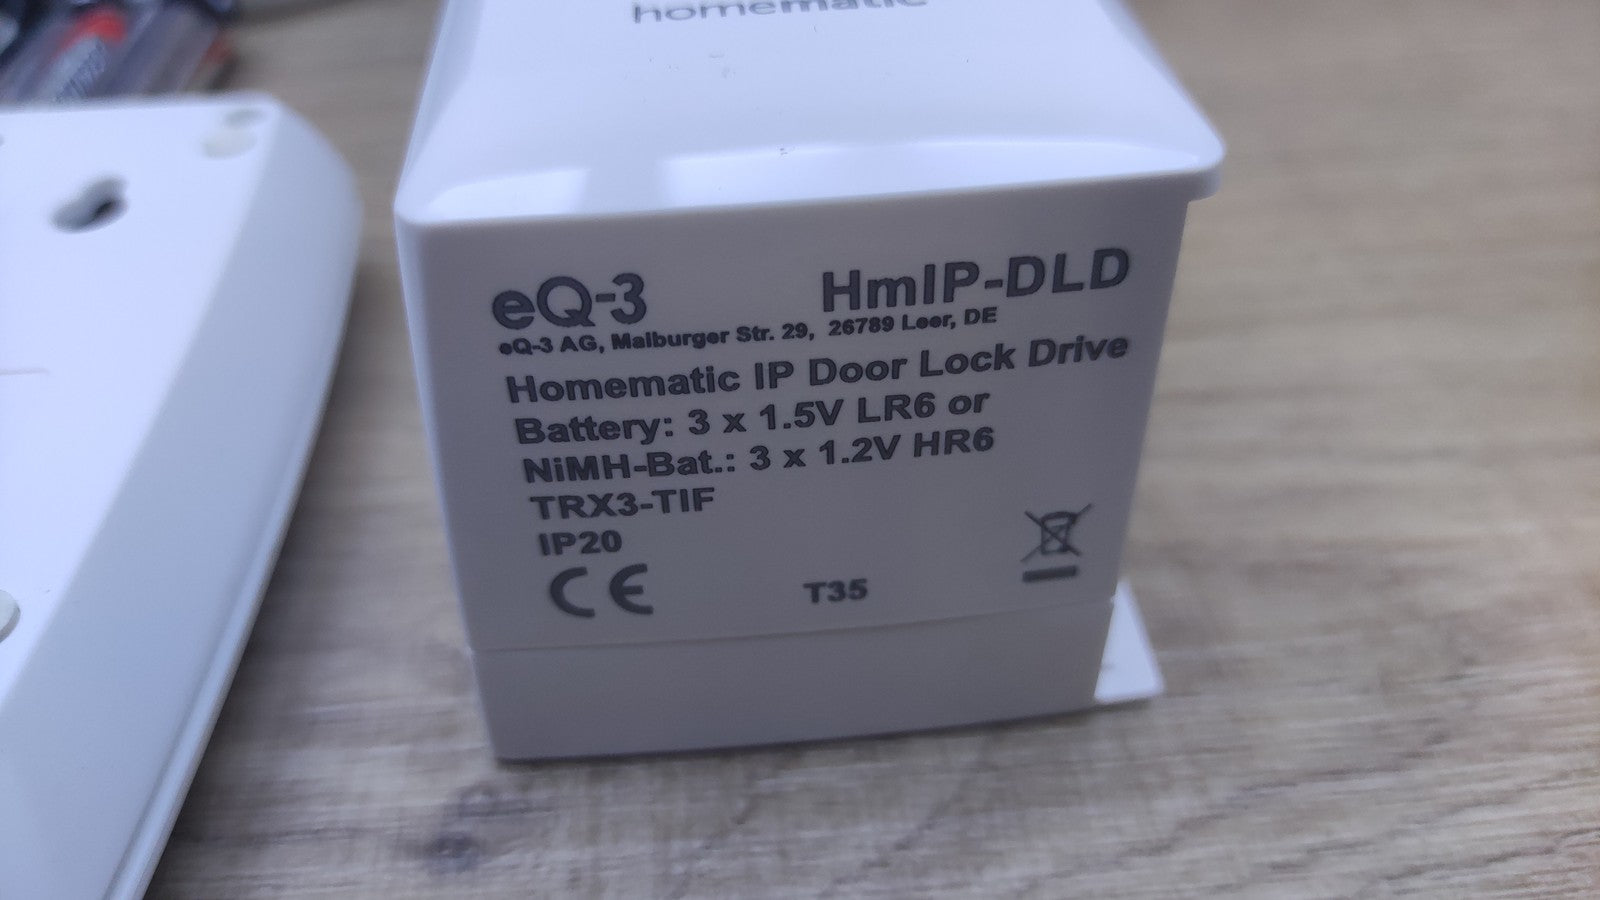 homematic
eQ-3 HmIP-DLD
eQ-3 AG, Maiburger Str. 29, 26789 Leer, DE
Homematic IP Door Lock Drive
Battery: 3 x 1.5V LR6 or
NiMH-Bat.: 3 x 1.2V HR6
TRX3-TIF
IP20
CE T35